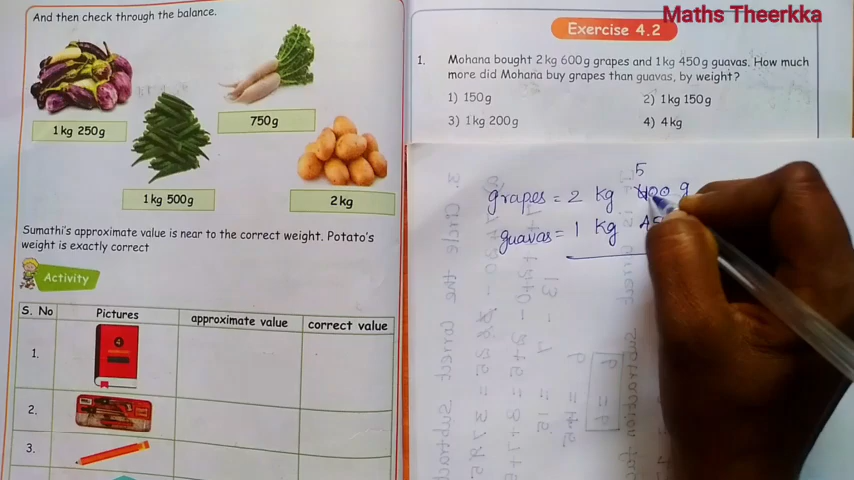 Maths Theerkka
And then check through the balance.
1 kg 250 g
750g
1 kg 500 g
2 kg
Sumathi's approximate value is near to the correct weight. Potato's
weight is exactly correct
Activity
S. No Pictures approximate value correct value
1.
2.
3.
Exercise 4.2
1. Mohana bought 2 kg 600 g grapes and 1 kg 450 g guavas. How much
more did Mohana buy grapes than guavas, by weight?
1) 150 g 2) 1 kg 150 g
3) 1 kg 200 g 4) 4 kg
5
grapes = 2 kg 00 g
guavas = 1 kg 45